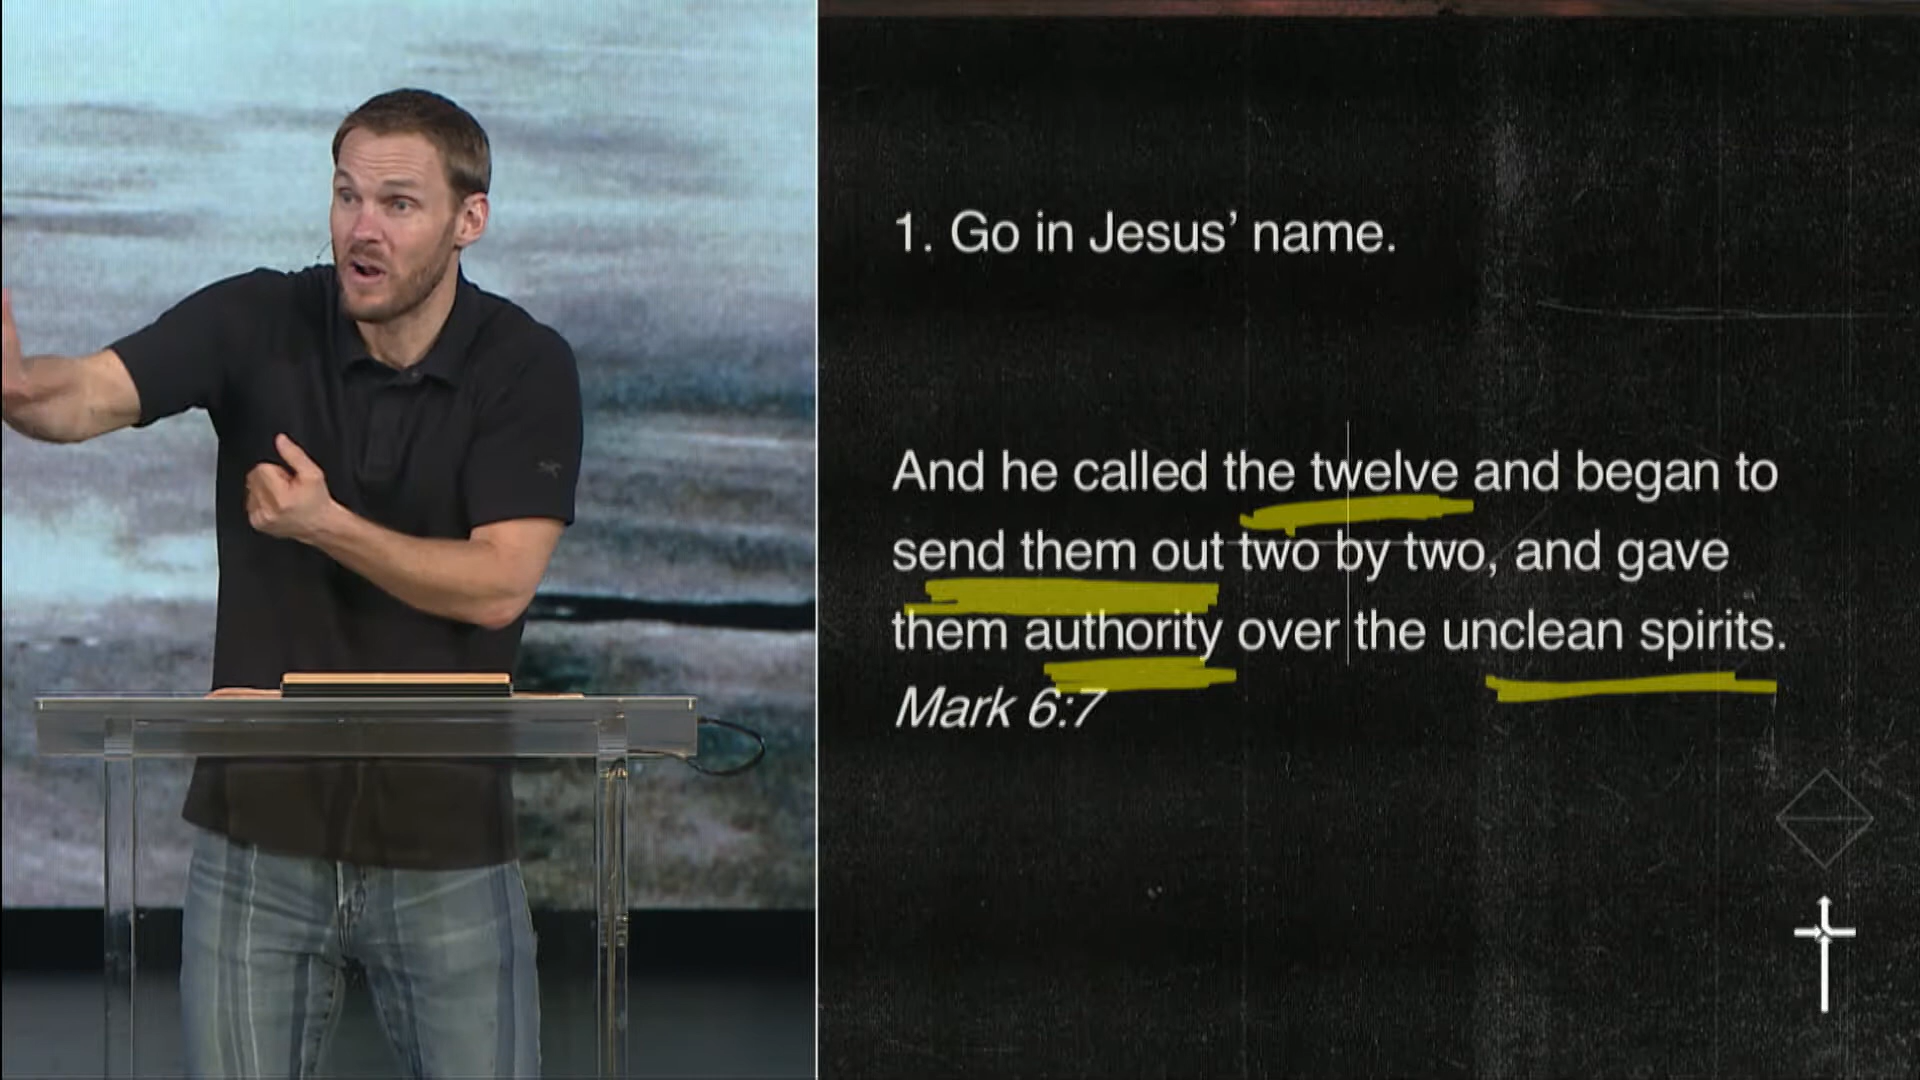 1. Go in Jesus’ name.
And he called the twelve and began to
send them out two by two, and gave
them authority over the unclean spirits.
Mark 6:7